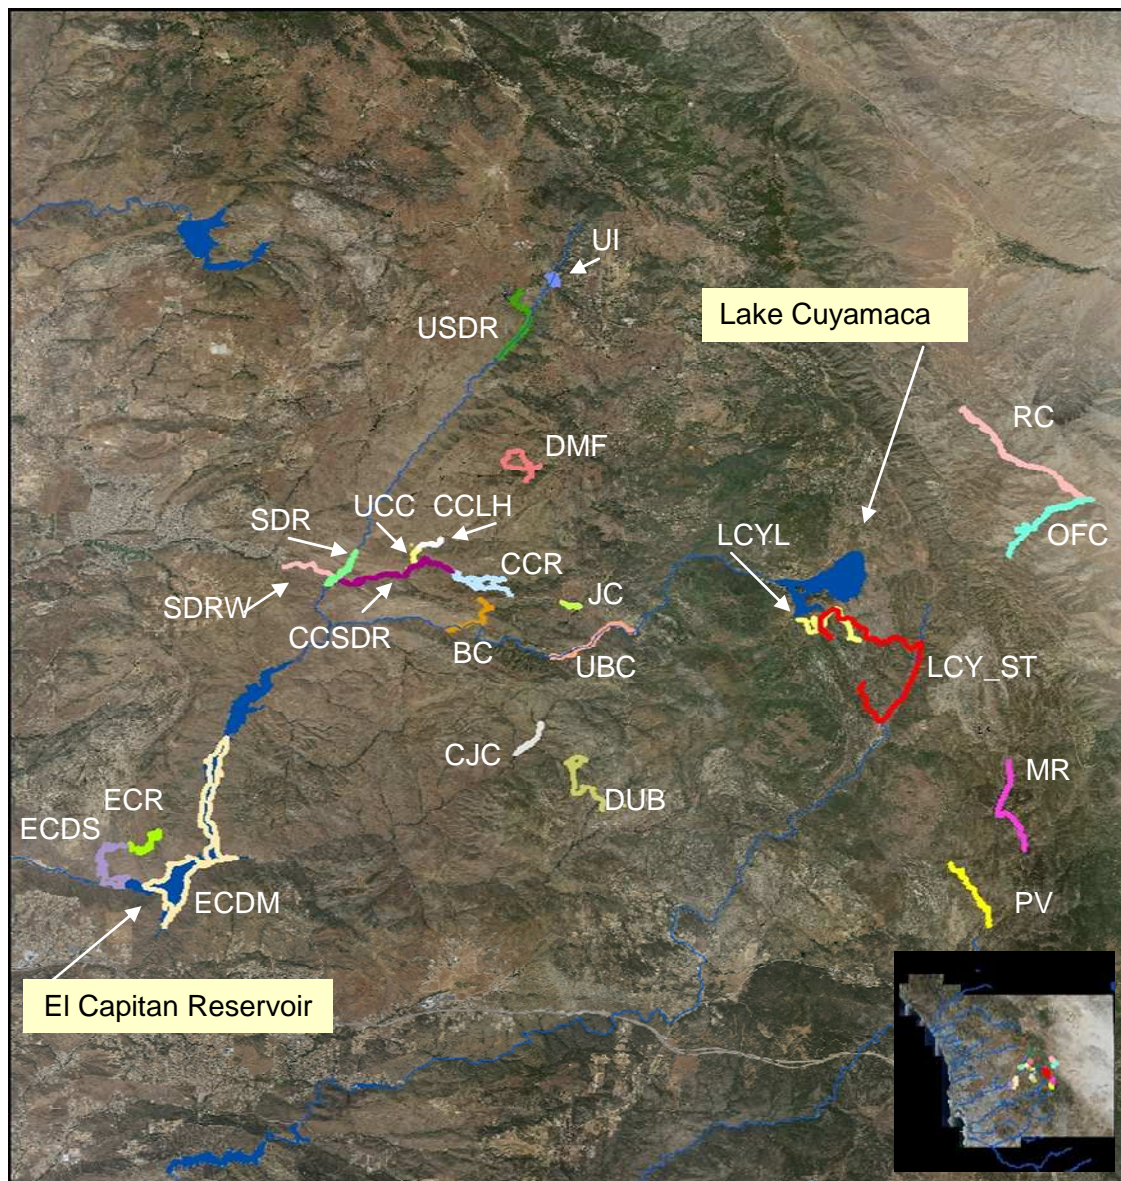 UI
USDR
Lake Cuyamaca
RC
DMF
UCC CCLH
SDR
OFC
LCYL
CCR
JC
SDRW
CCSDR
BC
UBC
LCY_ST
CJC
MR
DUB
ECR
ECDS
ECDM
PV
El Capitan Reservoir